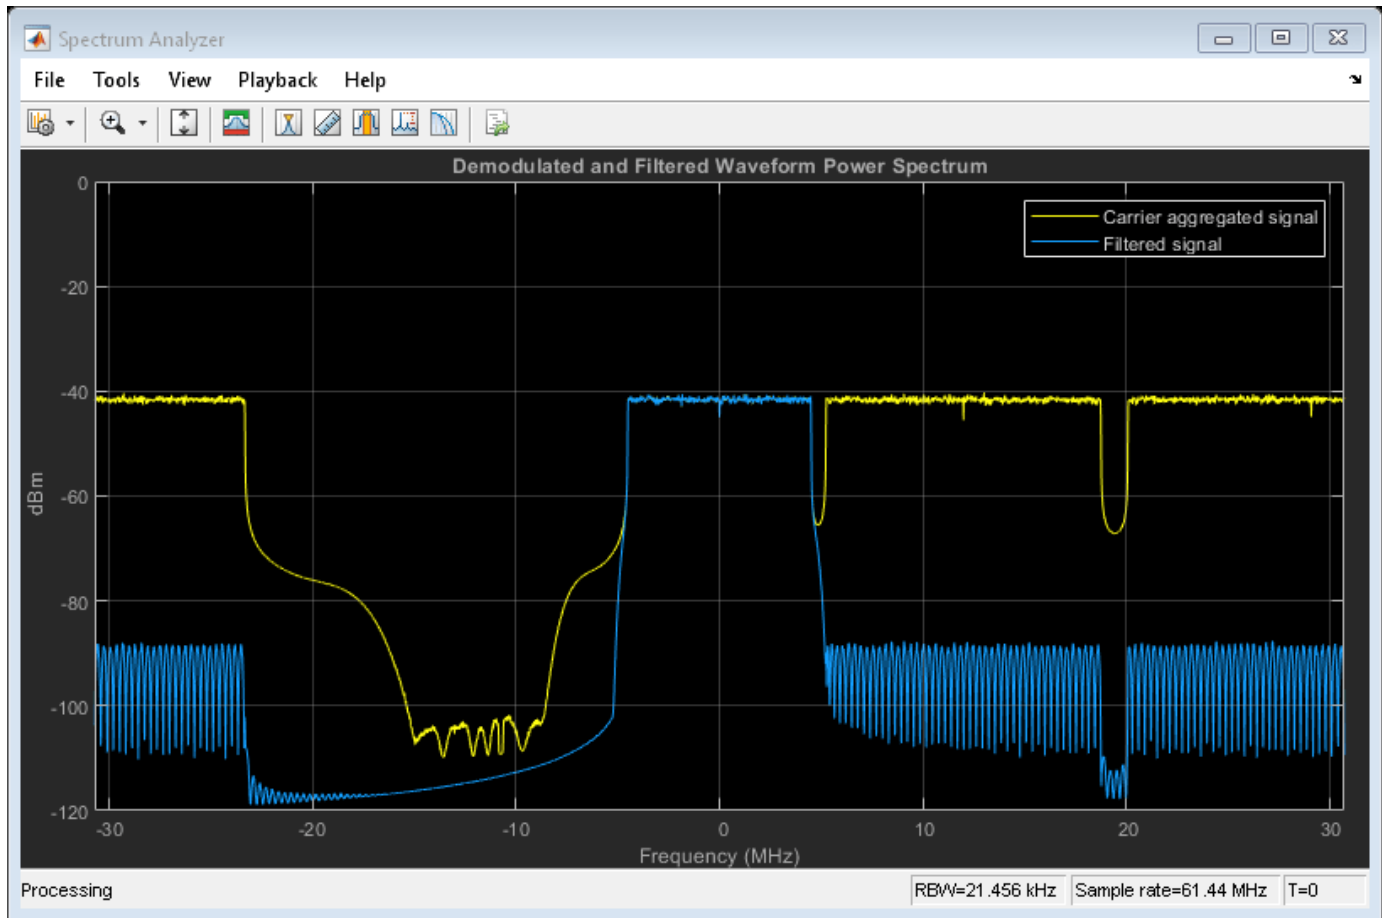 Spectrum Analyzer
File Tools View Playback Help
Demodulated and Filtered Waveform Power Spectrum
Carrier aggregated signal
Filtered signal
0
-20
-40
-60
-80
-100
-120
dBm
-30 -20 -10 0 10 20 30
Frequency (MHz)
Processing RBW=21.456 kHz Sample rate=61.44 MHz T=0